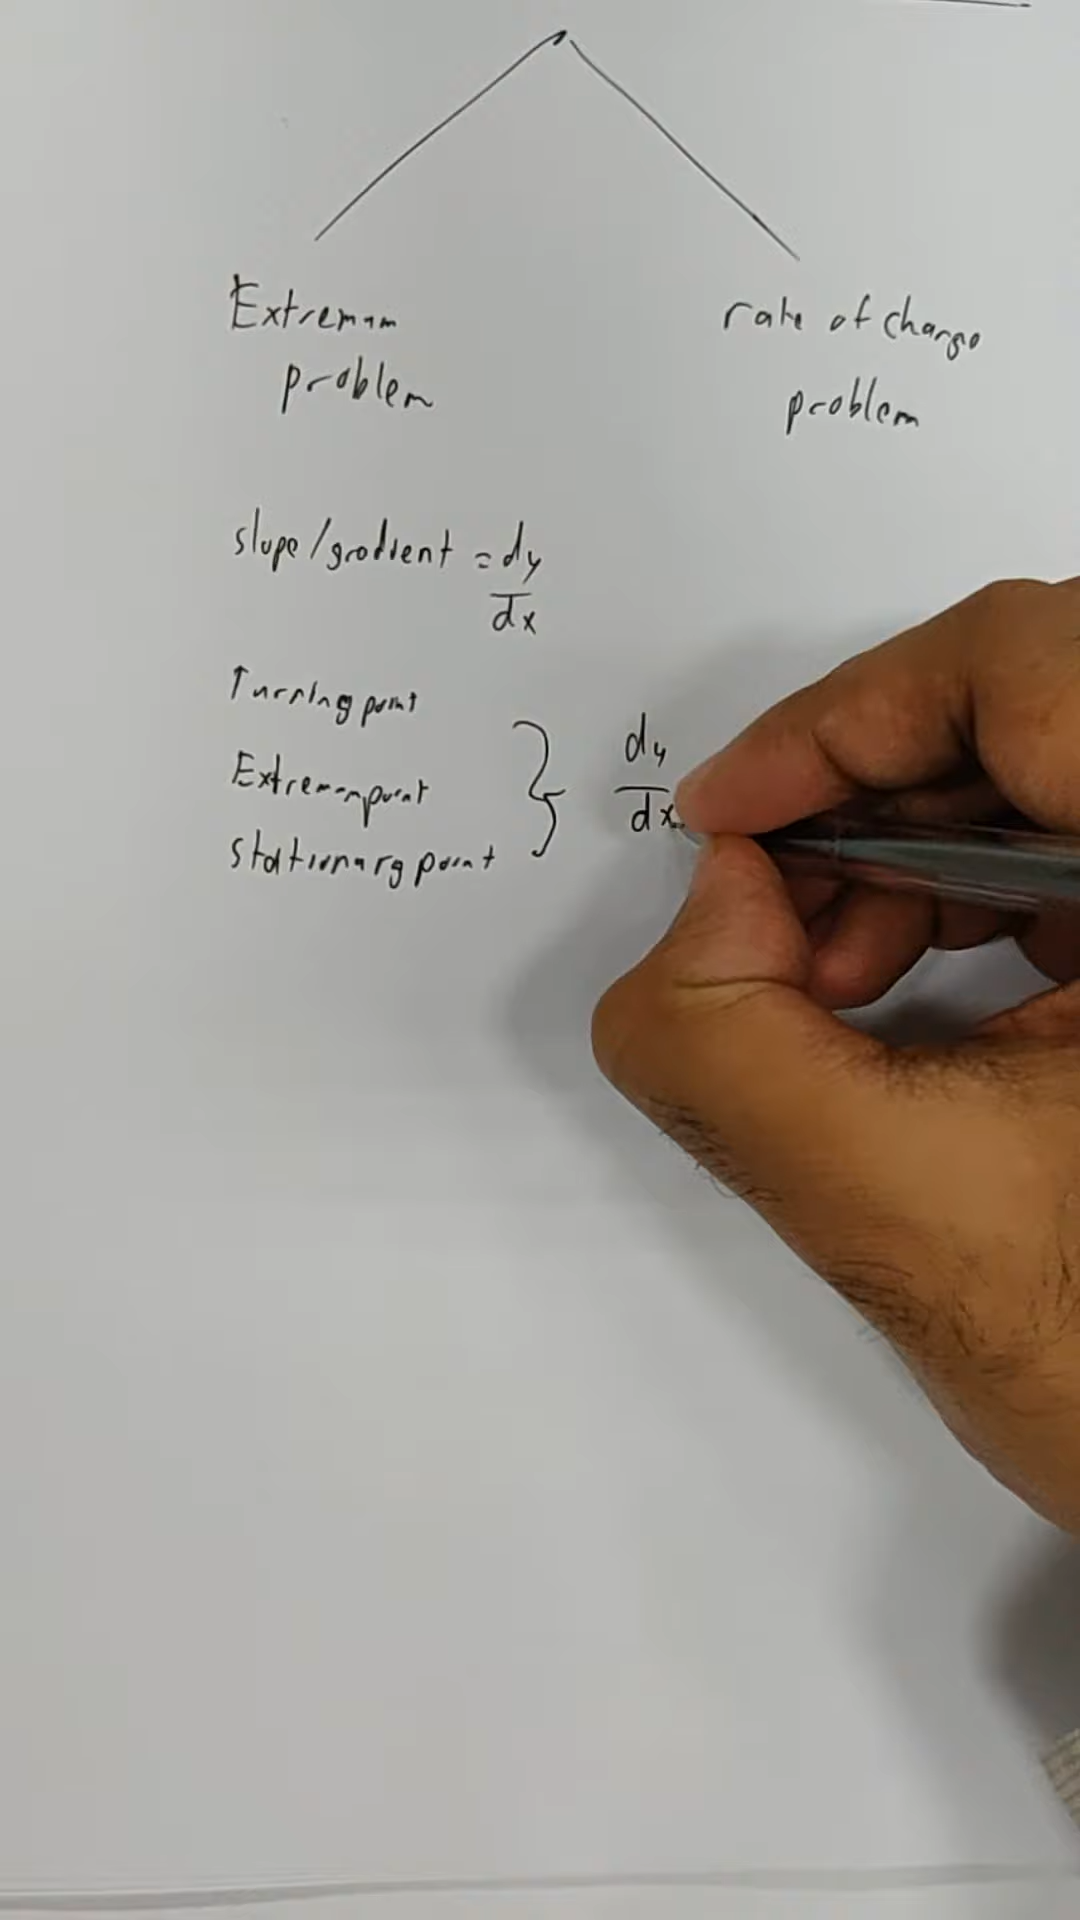 Extremum
problem
rate of change
problem
slope/gradient = dy
dx
Turning point
Extremum point
stationary point
dy
dx